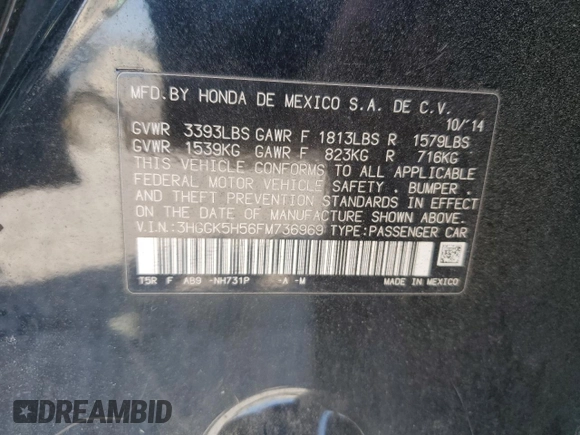 MFD.BY HONDA DE MEXICO S.A. DE C.V.
10/'14
GVWR 3393LBS GAWR F 1813LBS R 1579LBS
GVWR 1539KG GAWR F 823KG R 716KG
THIS VEHICLE CONFORMS TO ALL APPLICABLE
FEDERAL MOTOR VEHICLE SAFETY . BUMPER .
AND THEFT PREVENTION STANDARDS IN EFFECT
ON THE DATE OF MANUFACTURE SHOWN ABOVE.
V.I.N.:3HGGK5H56FM736969 TYPE:PASSENGER CAR
T5R F AB9 -NH731P -A -M
MADE IN MEXICO
DREAMBID